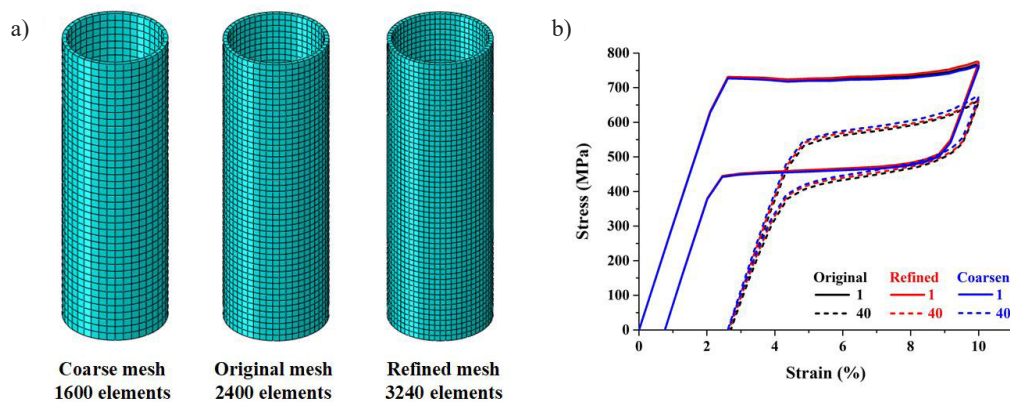 a)
Coarse mesh
1600 elements
Original mesh
2400 elements
Refined mesh
3240 elements
b)
Stress (MPa)
800
700
600
500
400
300
200
100
0
0 2 4 6 8 10
Strain (%)
Original Refined Coarsen
1 1 1
40 40 40